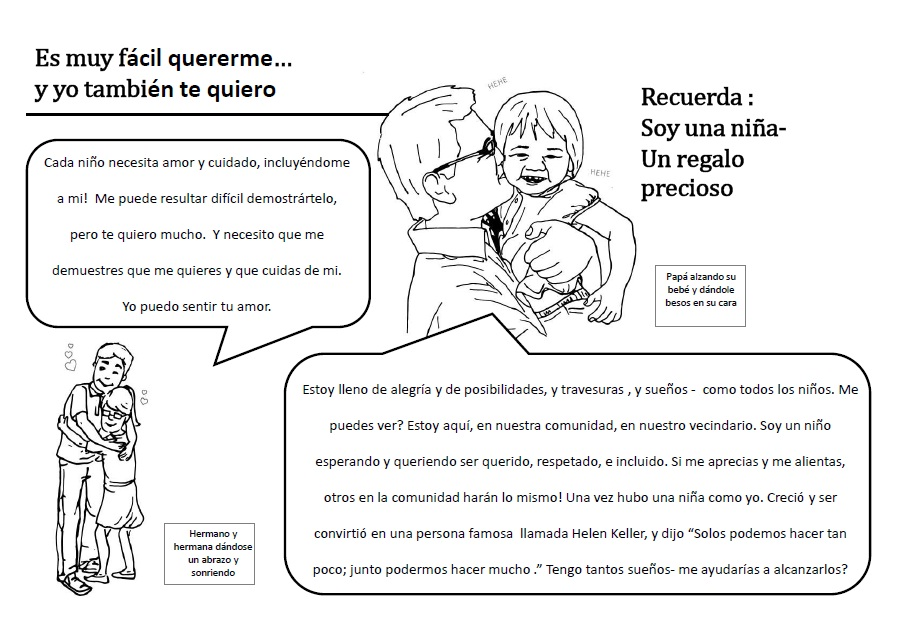 Es muy fácil quererme...
y yo también te quiero
Cada niño necesita amor y cuidado, incluyéndome
a mi!  Me puede resultar difícil demostrártelo,
pero te quiero mucho.  Y necesito que me
demuestres que me quieres y que cuidas de mi.
Yo puedo sentir tu amor.
HEHE
HEHE
Recuerda :
Soy una niña-
Un regalo
precioso
Papá alzando su
bebé y dándole
besos en su cara
Estoy lleno de alegría y de posibilidades, y travesuras , y sueños -  como todos los niños. Me
puedes ver? Estoy aquí, en nuestra comunidad, en nuestro vecindario. Soy un niño
esperando y queriendo ser querido, respetado, e incluido. Si me aprecias y me alientas,
otros en la comunidad harán lo mismo! Una vez hubo una niña como yo. Creció y ser
convirtió en una persona famosa  llamada Helen Keller, y dijo “Solos podemos hacer tan
poco; junto podermos hacer mucho .” Tengo tantos sueños- me ayudarías a alcanzarlos?
Hermano y
hermana dándose
un abrazo y
sonriendo